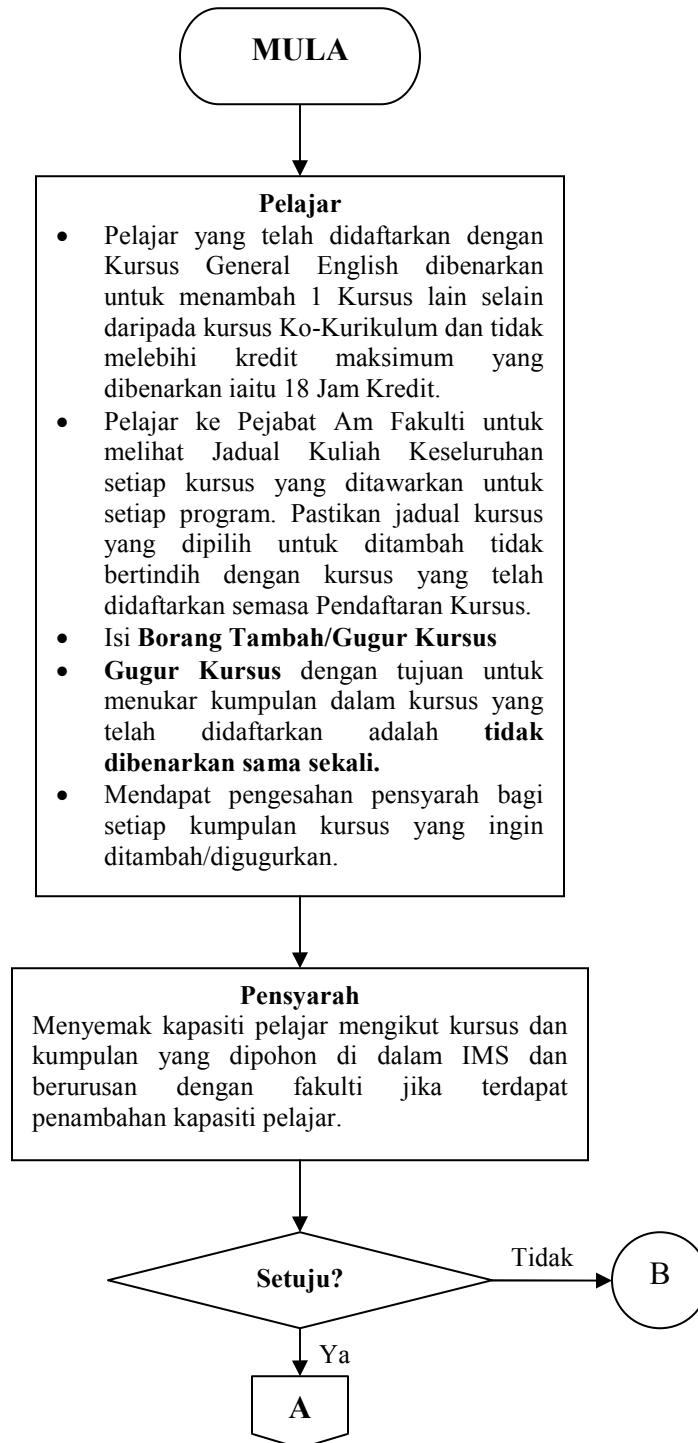 MULA
Pelajar
• Pelajar yang telah didaftarkan dengan
Kursus General English dibenarkan
untuk menambah 1 Kursus lain selain
daripada kursus Ko-Kurikulum dan tidak
melebihi kredit maksimum yang
dibenarkan iaitu 18 Jam Kredit.
• Pelajar ke Pejabat Am Fakulti untuk
melihat Jadual Kuliah Keseluruhan
setiap kursus yang ditawarkan untuk
setiap program. Pastikan jadual kursus
yang dipilih untuk ditambah tidak
bertindih dengan kursus yang telah
didaftarkan semasa Pendaftaran Kursus.
• Isi Borang Tambah/Gugur Kursus
• Gugur Kursus dengan tujuan untuk
menukar kumpulan dalam kursus yang
telah didaftarkan adalah tidak
dibenarkan sama sekali.
• Mendapat pengesahan pensyarah bagi
setiap kumpulan kursus yang ingin
ditambah/digugurkan.
Pensyarah
Menyemak kapasiti pelajar mengikut kursus dan
kumpulan yang dipohon di dalam IMS dan
berurusan dengan fakulti jika terdapat
penambahan kapasiti pelajar.
Setuju?
Tidak
B
Ya
A